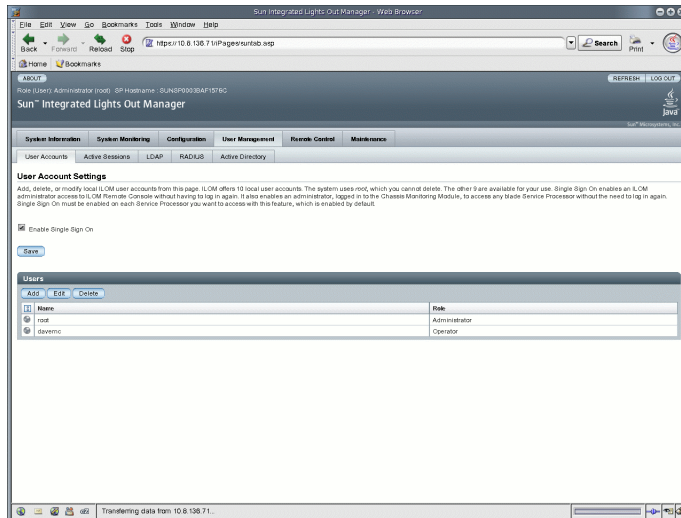 Sun Integrated Lights Out Manager - Web Browser
File Edit View Go Bookmarks Tools Window Help
Back Forward Reload Stop https://10.8.136.71/iPages/suntab.asp Search Print
Home Bookmarks
ABOUT REFRESH LOG OUT
Role (User): Administrator (root) SP Hostname : SUNSP0003BAF157BC
Sun™ Integrated Lights Out Manager
Java
Sun™ Microsystems, Inc.
System Information System Monitoring Configuration User Management Remote Control Maintenance
User Accounts Active Sessions LDAP RADIUS Active Directory
User Account Settings
Add, delete, or modify local ILOM user accounts from this page. ILOM offers 10 local user accounts. The system uses root, which you cannot delete. The other 9 are available for your use. Single Sign On enables an ILOM
administrator access to ILOM Remote Console without having to log in again. It also enables an administrator, logged in to the Chassis Monitoring Module, to access any blade Service Processor without the need to log in again.
Single Sign On must be enabled on each Service Processor you want to access with this feature, which is enabled by default.
Enable Single Sign On
Save
Users
Add Edit Delete
Name Role
root Administrator
davemc Operator
Transferring data from 10.8.136.71...